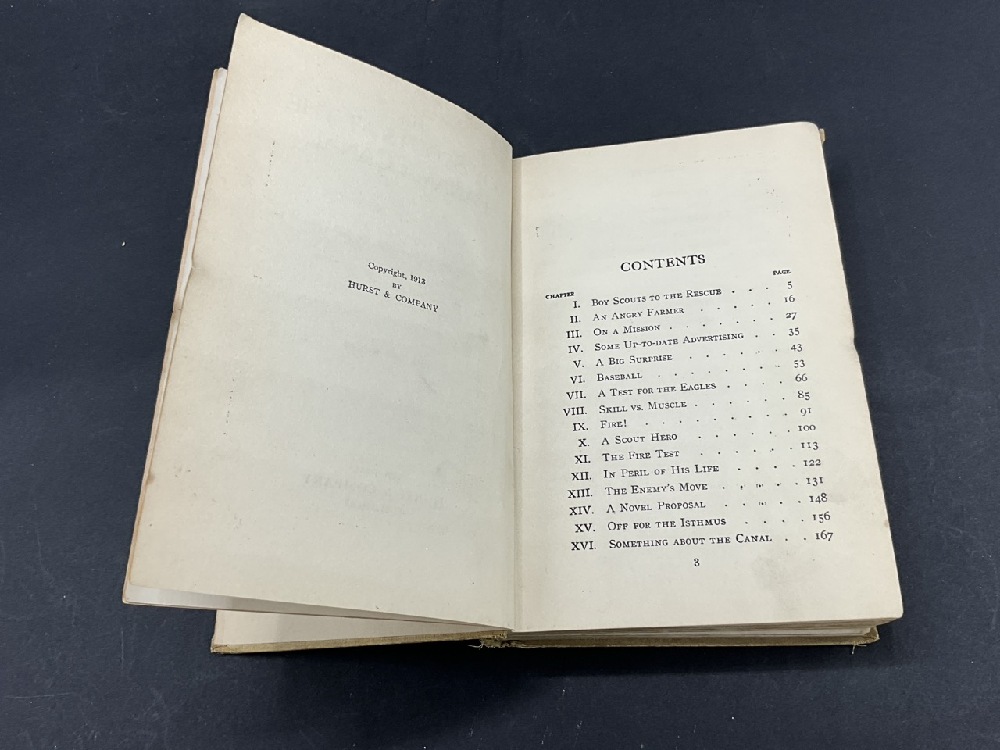 Copyright, 1913
BY
HURST & COMPANY
CONTENTS
CHAPTER PAGE
I. BOY SCOUTS TO THE RESCUE . . . 5
II. AN ANGRY FARMER . . . . 16
III. ON A MISSION . . . . . . 27
IV. SOME UP-TO-DATE ADVERTISING . . 35
V. A BIG SURPRISE . . . . . 43
VI. BASEBALL . . . . . . . 53
VII. A TEST FOR THE EAGLES . . . . 66
VIII. SKILL VS. MUSCLE . . . . . 85
IX. FIRE! . . . . . . . 91
X. A SCOUT HERO . . . . . 100
XI. THE FIRE TEST . . . . . 113
XII. IN PERIL OF HIS LIFE . . . . 122
XIII. THE ENEMY'S MOVE . . . . 131
XIV. A NOVEL PROPOSAL . . . . 148
XV. OFF FOR THE ISTHMUS . . . . 156
XVI. SOMETHING ABOUT THE CANAL . . 167
3